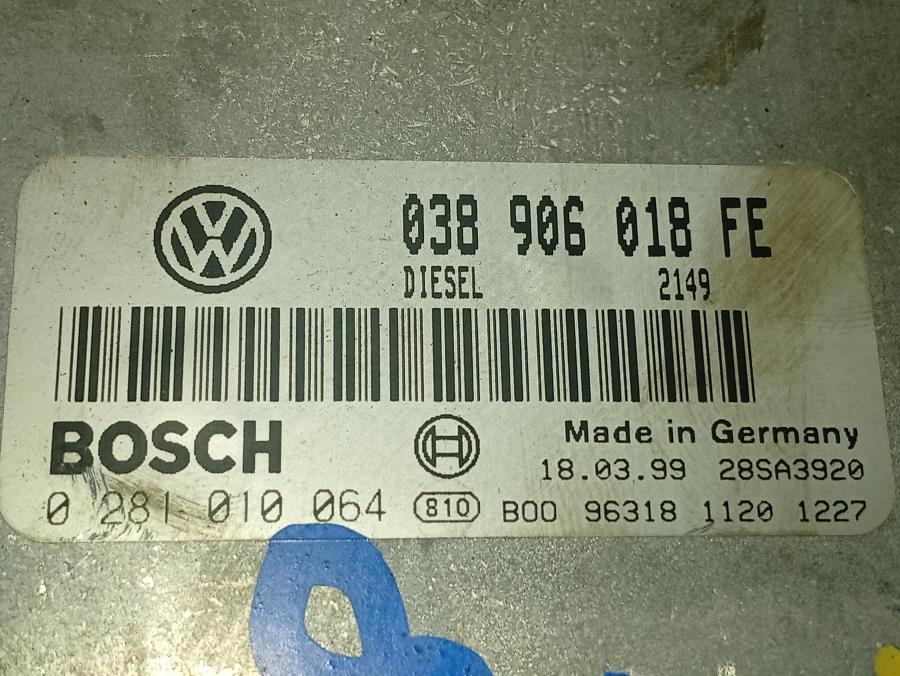 038 906 018 FE
DIESEL 2149
BOSCH
Made in Germany
18.03.99 28SA3920
0 281 010 064 810 B00 96318 1120 1227